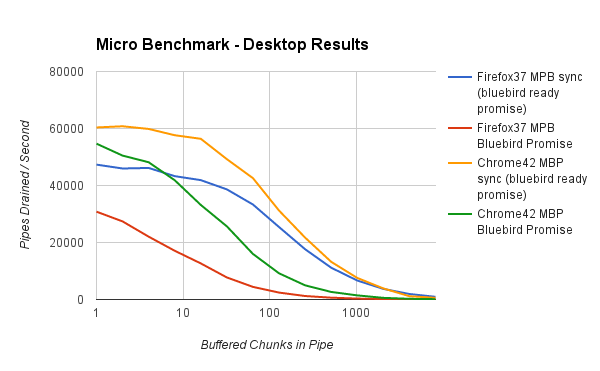 Micro Benchmark - Desktop Results
80000
60000
40000
20000
0
Pipes Drained / Second
1
10
100
1000
Buffered Chunks in Pipe
Firefox37 MPB sync
(bluebird ready
promise)
Firefox37 MPB
Bluebird Promise
Chrome42 MBP
sync (bluebird ready
promise)
Chrome42 MBP
Bluebird Promise